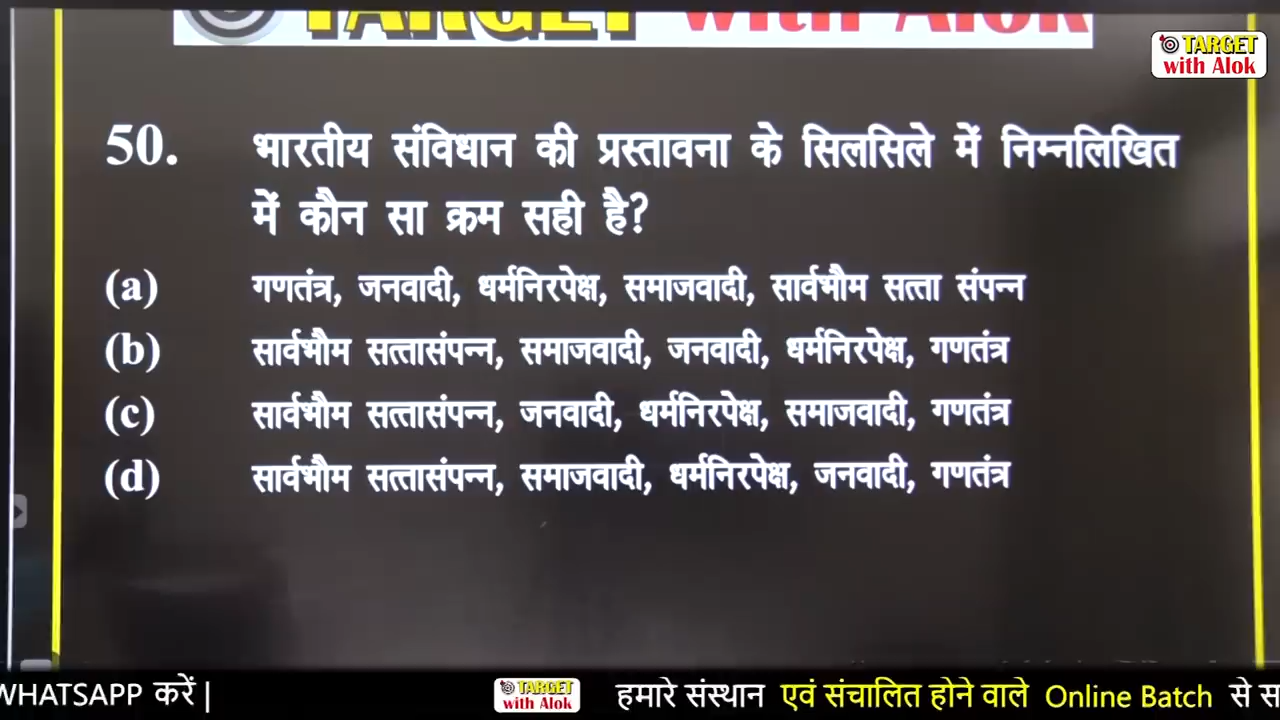 TARGET with Alok
TARGET
with Alok
50. भारतीय संविधान की प्रस्तावना के सिलसिले में निम्नलिखित
में कौन सा क्रम सही है?
(a) गणतंत्र, जनवादी, धर्मनिरपेक्ष, समाजवादी, सार्वभौम सत्ता संपन्न
(b) सार्वभौम सत्तासंपन्न, समाजवादी, जनवादी, धर्मनिरपेक्ष, गणतंत्र
(c) सार्वभौम सत्तासंपन्न, जनवादी, धर्मनिरपेक्ष, समाजवादी, गणतंत्र
(d) सार्वभौम सत्तासंपन्न, समाजवादी, धर्मनिरपेक्ष, जनवादी, गणतंत्र
WHATSAPP करें | TARGET with Alok हमारे संस्थान एवं संचालित होने वाले Online Batch से